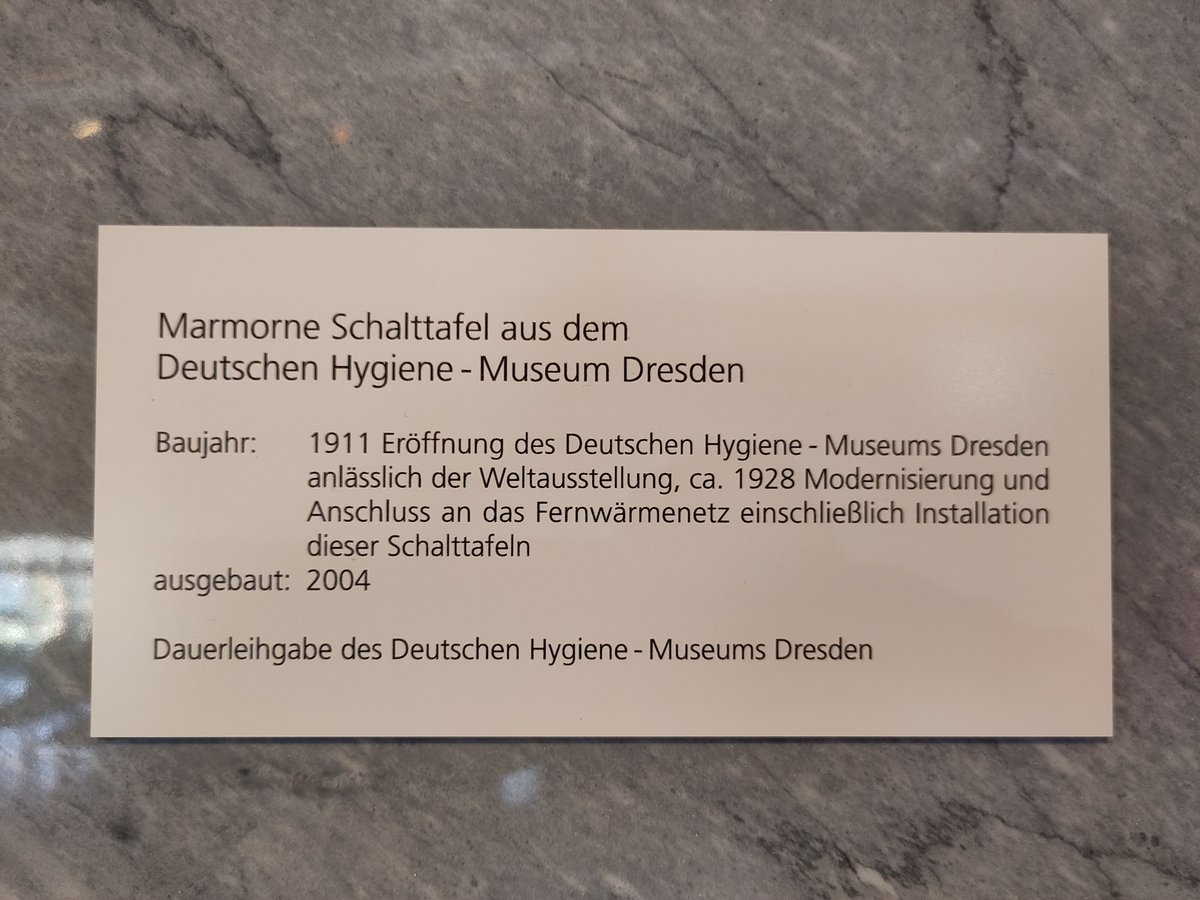 Marmorne Schalttafel aus dem
Deutschen Hygiene - Museum Dresden
Baujahr: 1911 Eröffnung des Deutschen Hygiene - Museums Dresden
anlässlich der Weltausstellung, ca. 1928 Modernisierung und
Anschluss an das Fernwärmenetz einschließlich Installation
dieser Schalttafeln
ausgebaut: 2004
Dauerleihgabe des Deutschen Hygiene - Museums Dresden